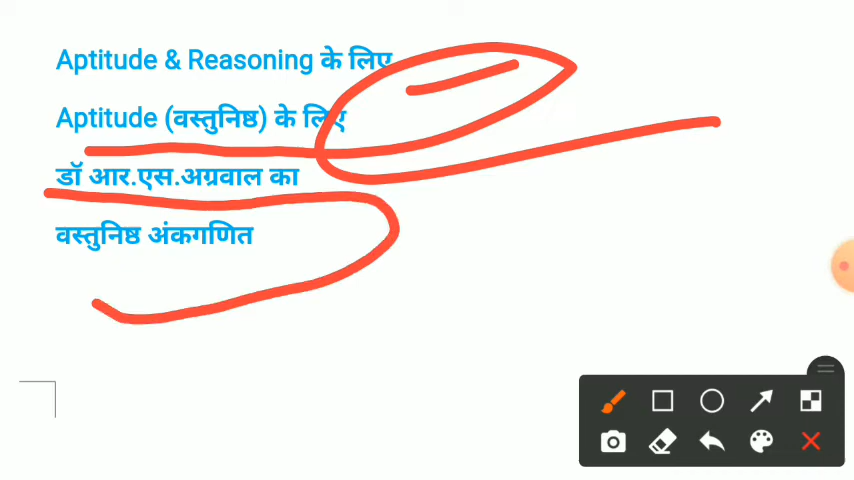 Aptitude & Reasoning के लिए
Aptitude (वस्तुनिष्ठ) के लिए
डॉ आर.एस.अग्रवाल का
वस्तुनिष्ठ अंकगणित